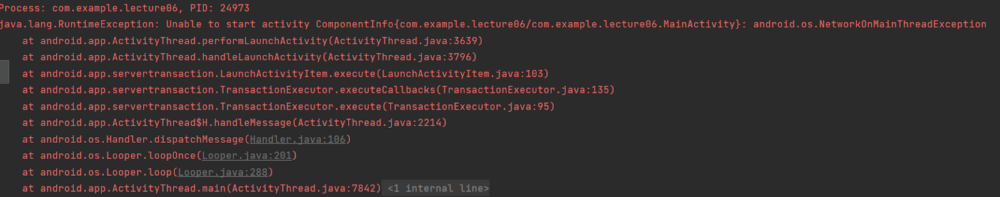 Process: com.example.lecture06, PID: 24973
java.lang.RuntimeException: Unable to start activity ComponentInfo{com.example.lecture06/com.example.lecture06.MainActivity}: android.os.NetworkOnMainThreadException
at android.app.ActivityThread.performLaunchActivity(ActivityThread.java:3639)
at android.app.ActivityThread.handleLaunchActivity(ActivityThread.java:3796)
at android.app.servertransaction.LaunchActivityItem.execute(LaunchActivityItem.java:103)
at android.app.servertransaction.TransactionExecutor.executeCallbacks(TransactionExecutor.java:135)
at android.app.servertransaction.TransactionExecutor.execute(TransactionExecutor.java:95)
at android.app.ActivityThread$H.handleMessage(ActivityThread.java:2214)
at android.os.Handler.dispatchMessage(Handler.java:106)
at android.os.Looper.loopOnce(Looper.java:201)
at android.os.Looper.loop(Looper.java:288)
at android.app.ActivityThread.main(ActivityThread.java:7842) <1 internal line>